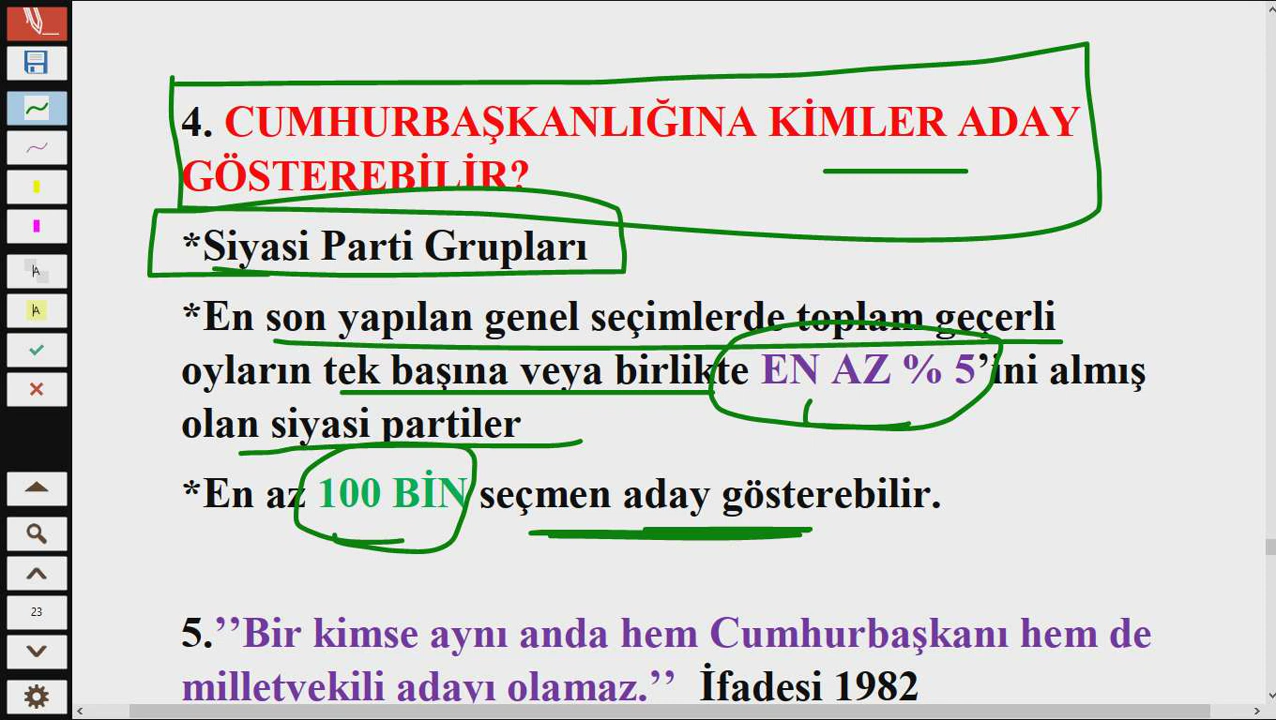 4. CUMHURBAŞKANLIĞINA KİMLER ADAY
GÖSTEREBİLİR?
*Siyasi Parti Grupları
*En son yapılan genel seçimlerde toplam geçerli
oyların tek başına veya birlikte EN AZ % 5’ini almış
olan siyasi partiler
*En az 100 BİN seçmen aday gösterebilir.
23
5.’’Bir kimse aynı anda hem Cumhurbaşkanı hem de
milletvekili adayı olamaz.’’ İfadesi 1982